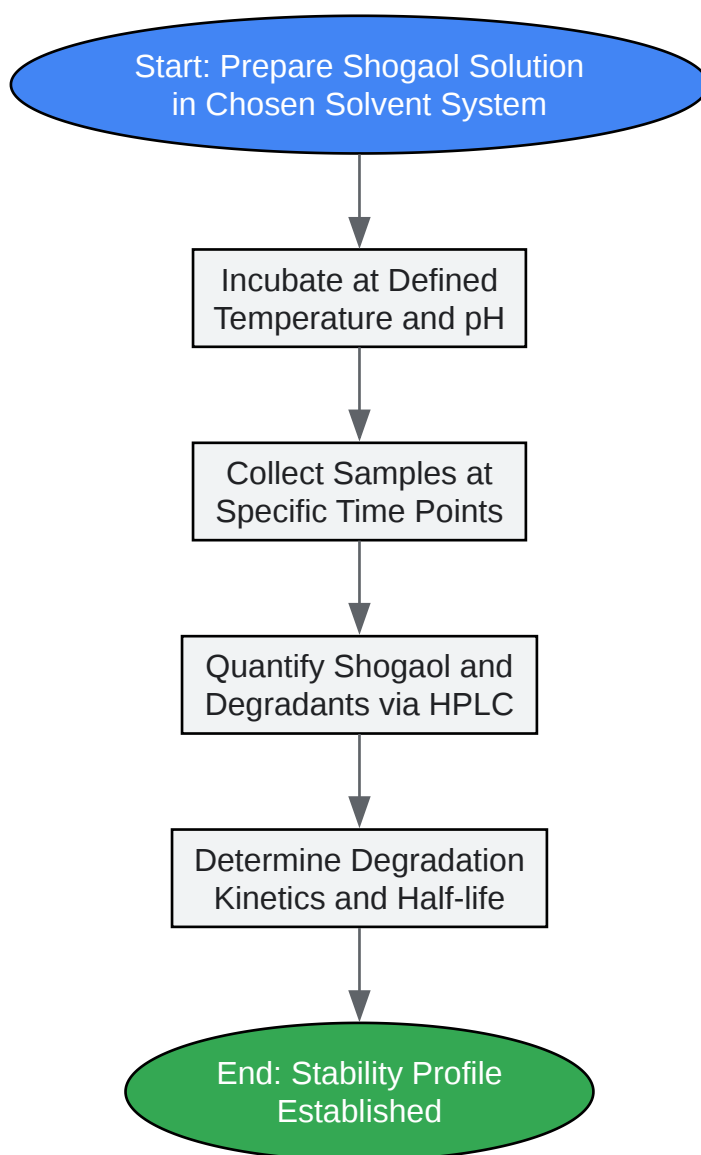 Start: Prepare Shogaol Solution
in Chosen Solvent System
Incubate at Defined
Temperature and pH
Collect Samples at
Specific Time Points
Quantify Shogaol and
Degradants via HPLC
Determine Degradation
Kinetics and Half-life
End: Stability Profile
Established